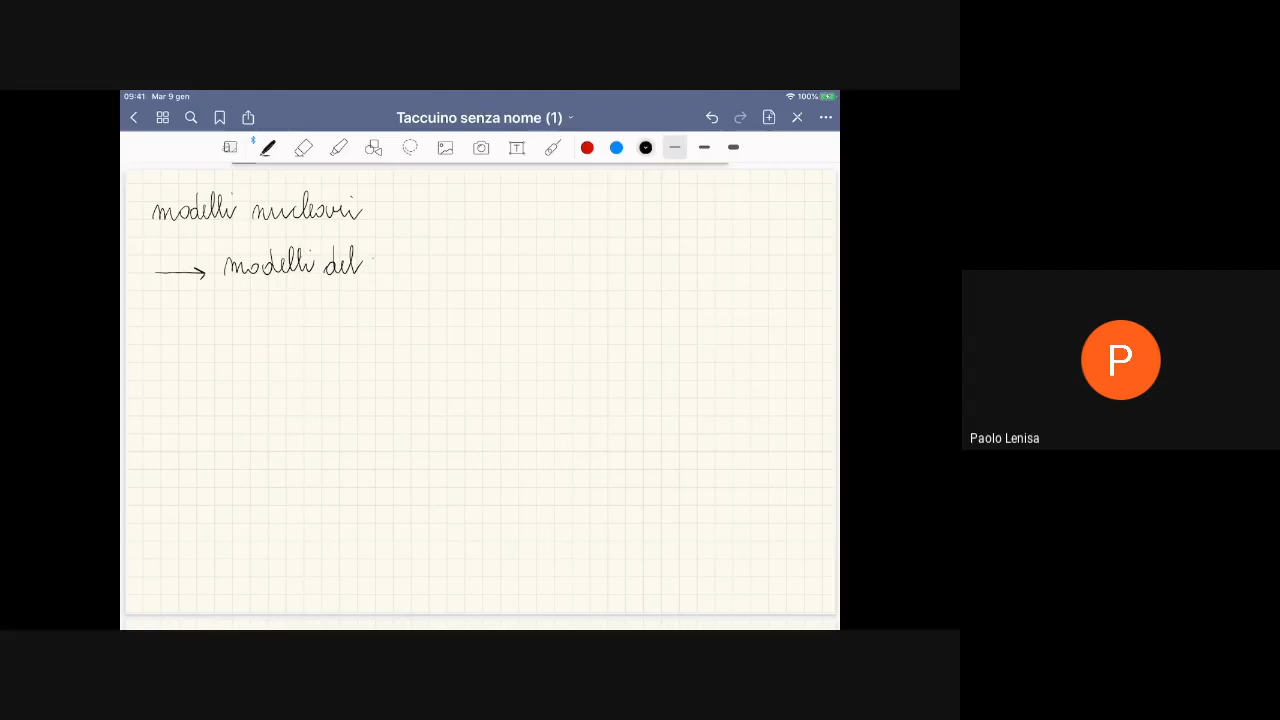 09:41 Mar 9 gen
100%
Taccuino senza nome (1)
modelli nucleari
→ modelli del
P
Paolo Lenisa